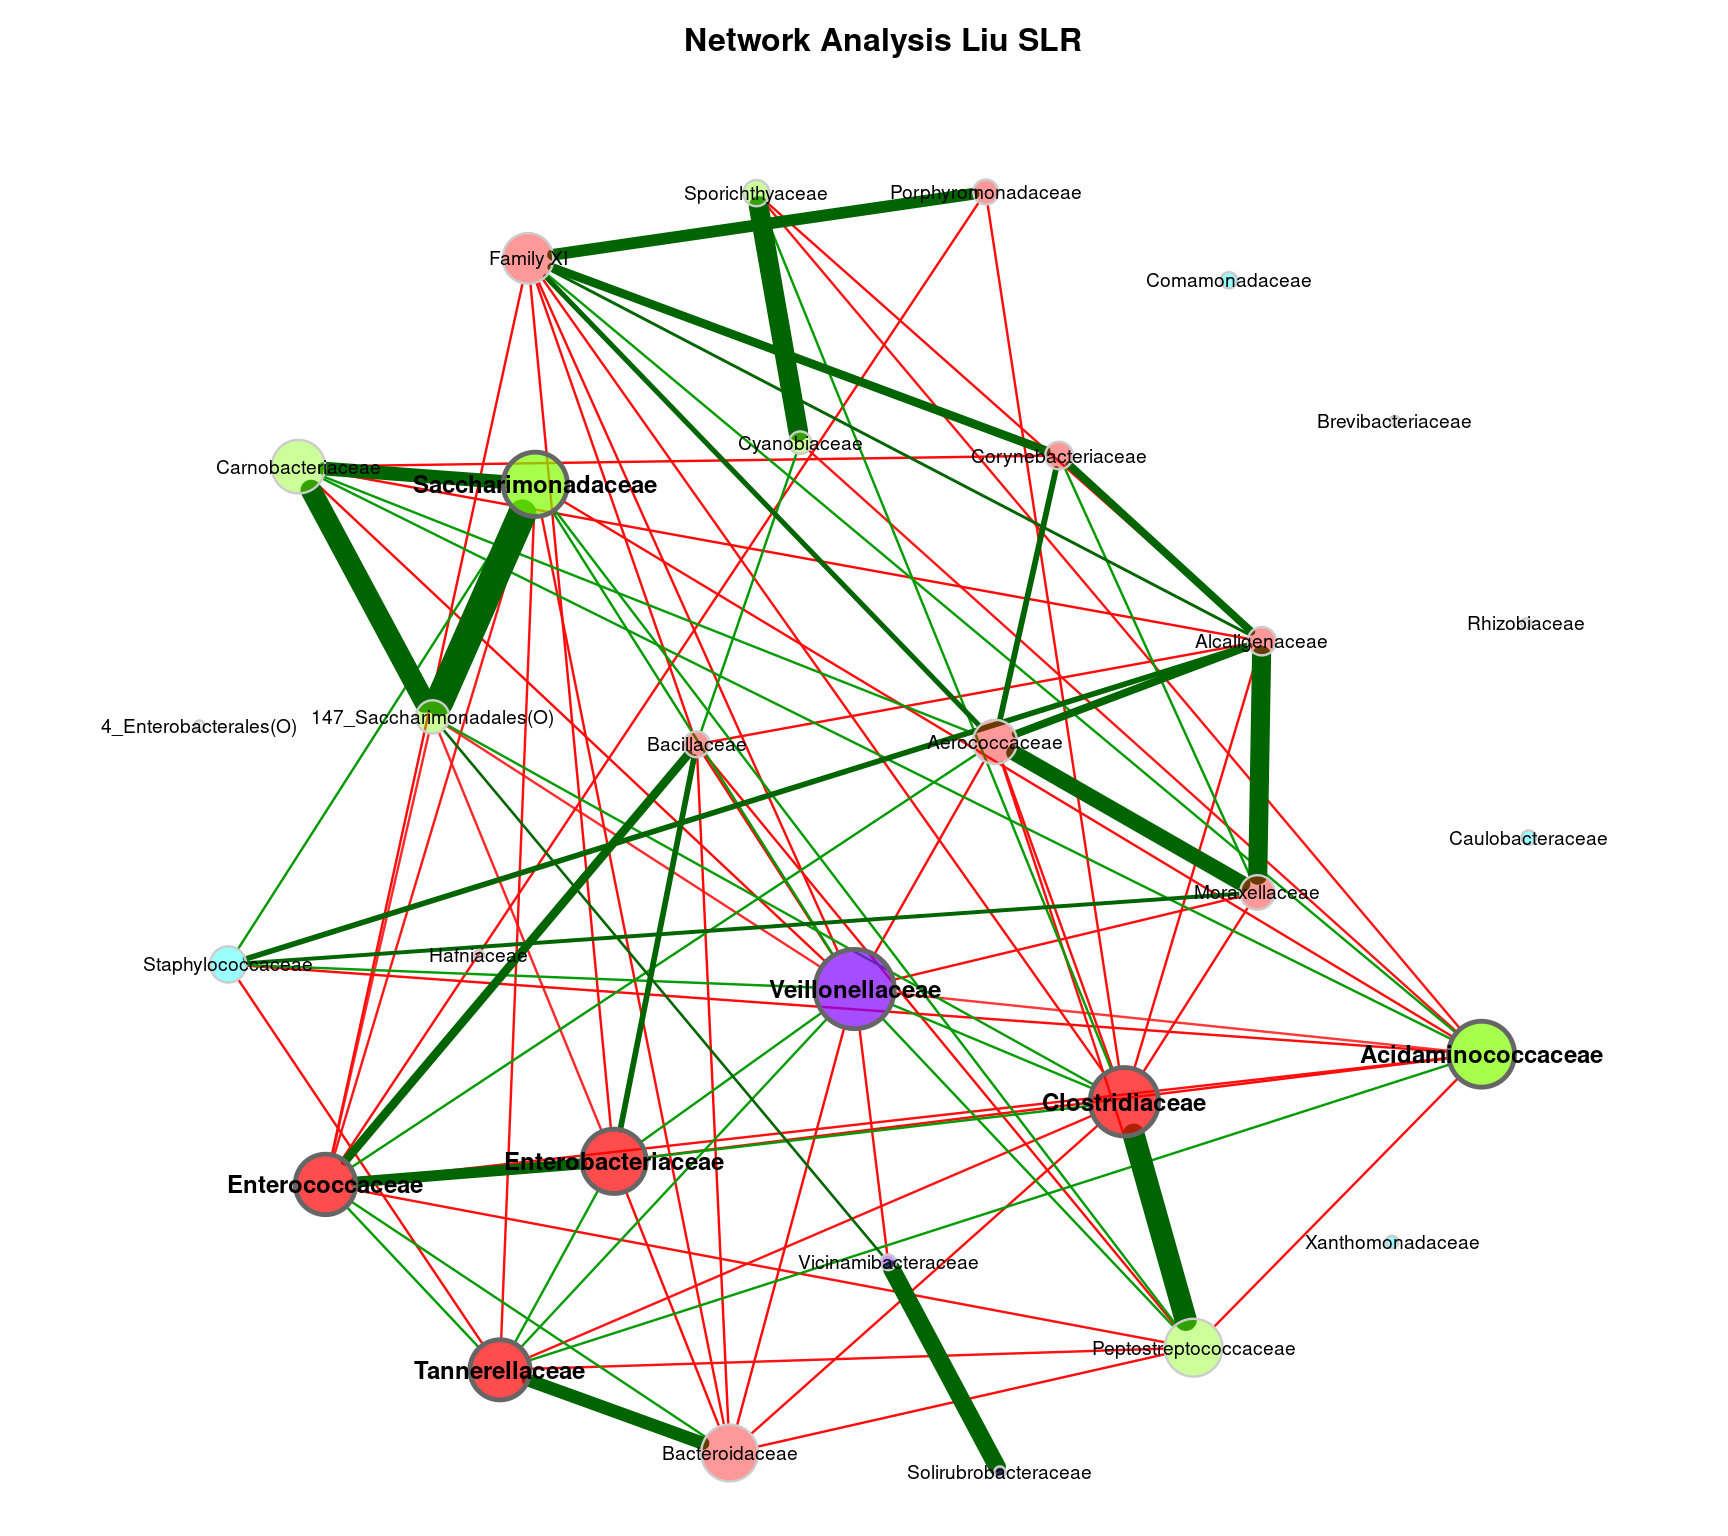 Network Analysis Liu SLR
Sporichthyaceae
Porphyromonadaceae
Family XI
Comamonadaceae
Brevibacteriaceae
Cyanobiaceae
Corynebacteriaceae
Carnobacteriaceae
Saccharimonadaceae
Rhizobiaceae
Alcaligenaceae
147_Saccharimonadales(O)
4_Enterobacterales(O)
Bacillaceae
Aerococcaceae
Caulobacteraceae
Moraxellaceae
Hafniaceae
Staphylococcaceae
Veillonellaceae
Acidaminococcaceae
Clostridiaceae
Enterobacteriaceae
Enterococcaceae
Xanthomonadaceae
Vicinamibacteraceae
Peptostreptococcaceae
Tannerellaceae
Bacteroidaceae
Solirubrobacteraceae